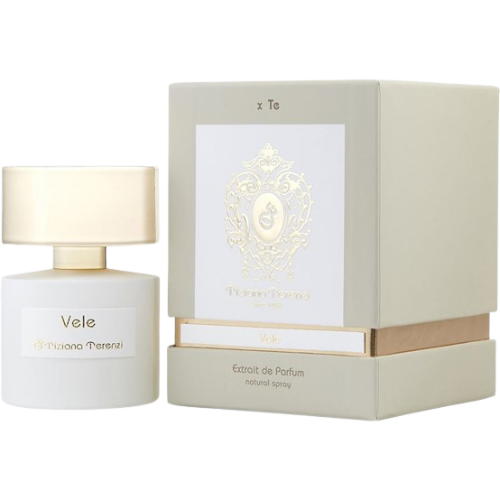 Vele
Tiziana Terenzi
x Te
Tiziana Terenzi
Vele
Extrait de Parfum
natural spray